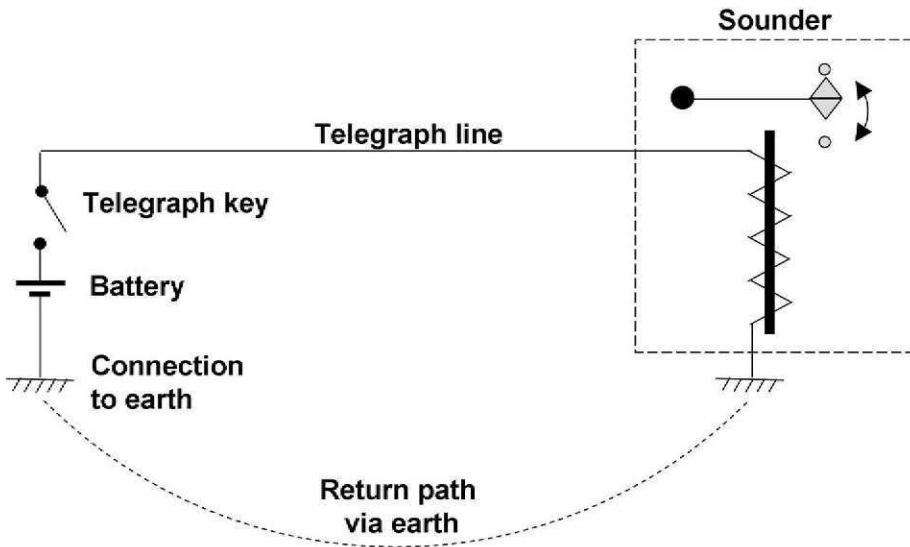 Sounder
Telegraph line
Telegraph key
Battery
Connection
to earth
Return path
via earth